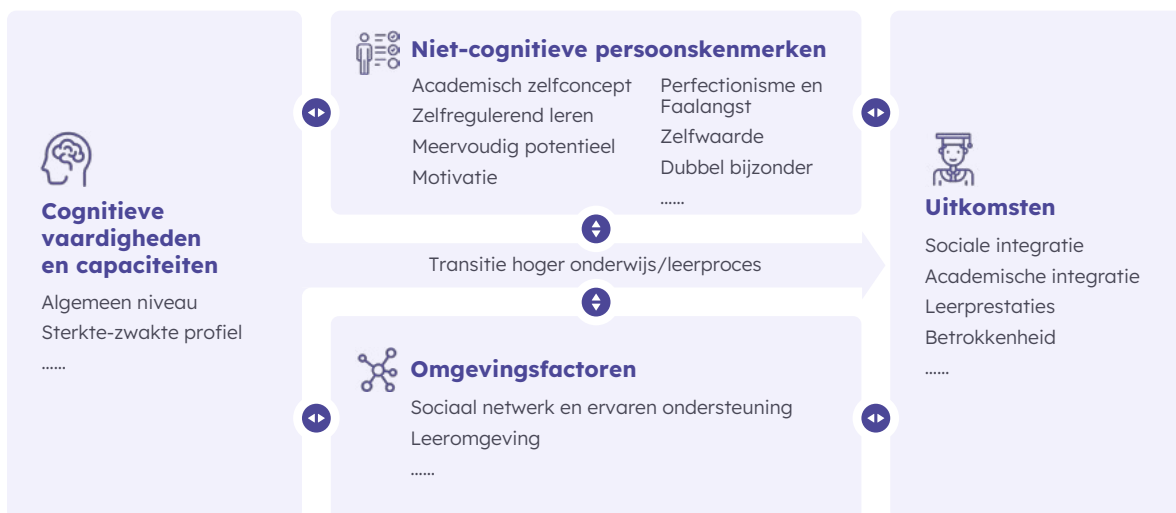 Cognitieve
vaardigheden
en capaciteiten
Algemeen niveau
Sterkte-zwakte profiel
......
Niet-cognitieve persoonskenmerken
Academisch zelfconcept
Zelfregulerend leren
Meervoudig potentieel
Motivatie
Perfectionisme en
Faalangst
Zelfwaarde
Dubbel bijzonder
......
Transitie hoger onderwijs/leerproces
Omgevingsfactoren
Sociaal netwerk en ervaren ondersteuning
Leeromgeving
......
Uitkomsten
Sociale integratie
Academische integratie
Leerprestaties
Betrokkenheid
......